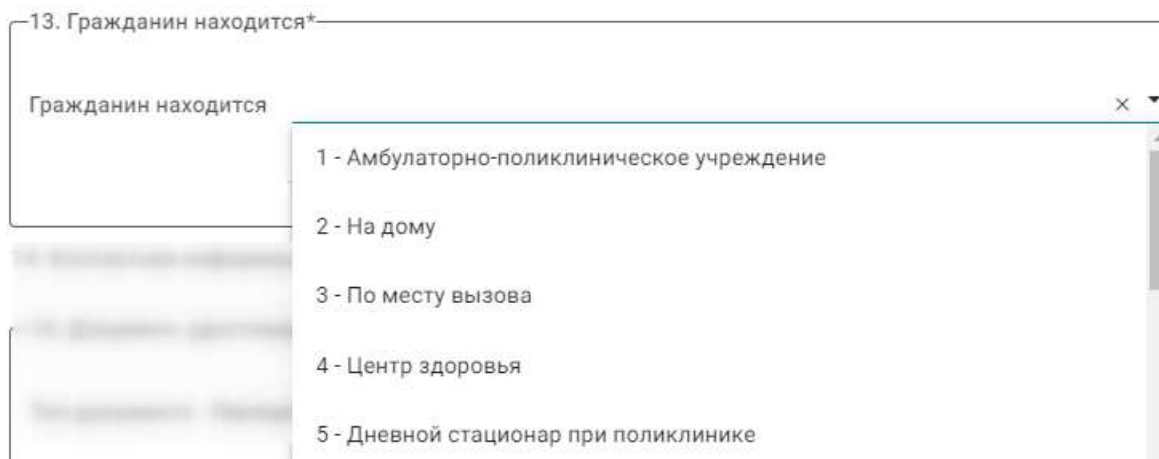 13. Гражданин находится*
Гражданин находится
1 - Амбулаторно-поликлиническое учреждение
2 - На дому
3 - По месту вызова
4 - Центр здоровья
5 - Дневной стационар при поликлинике